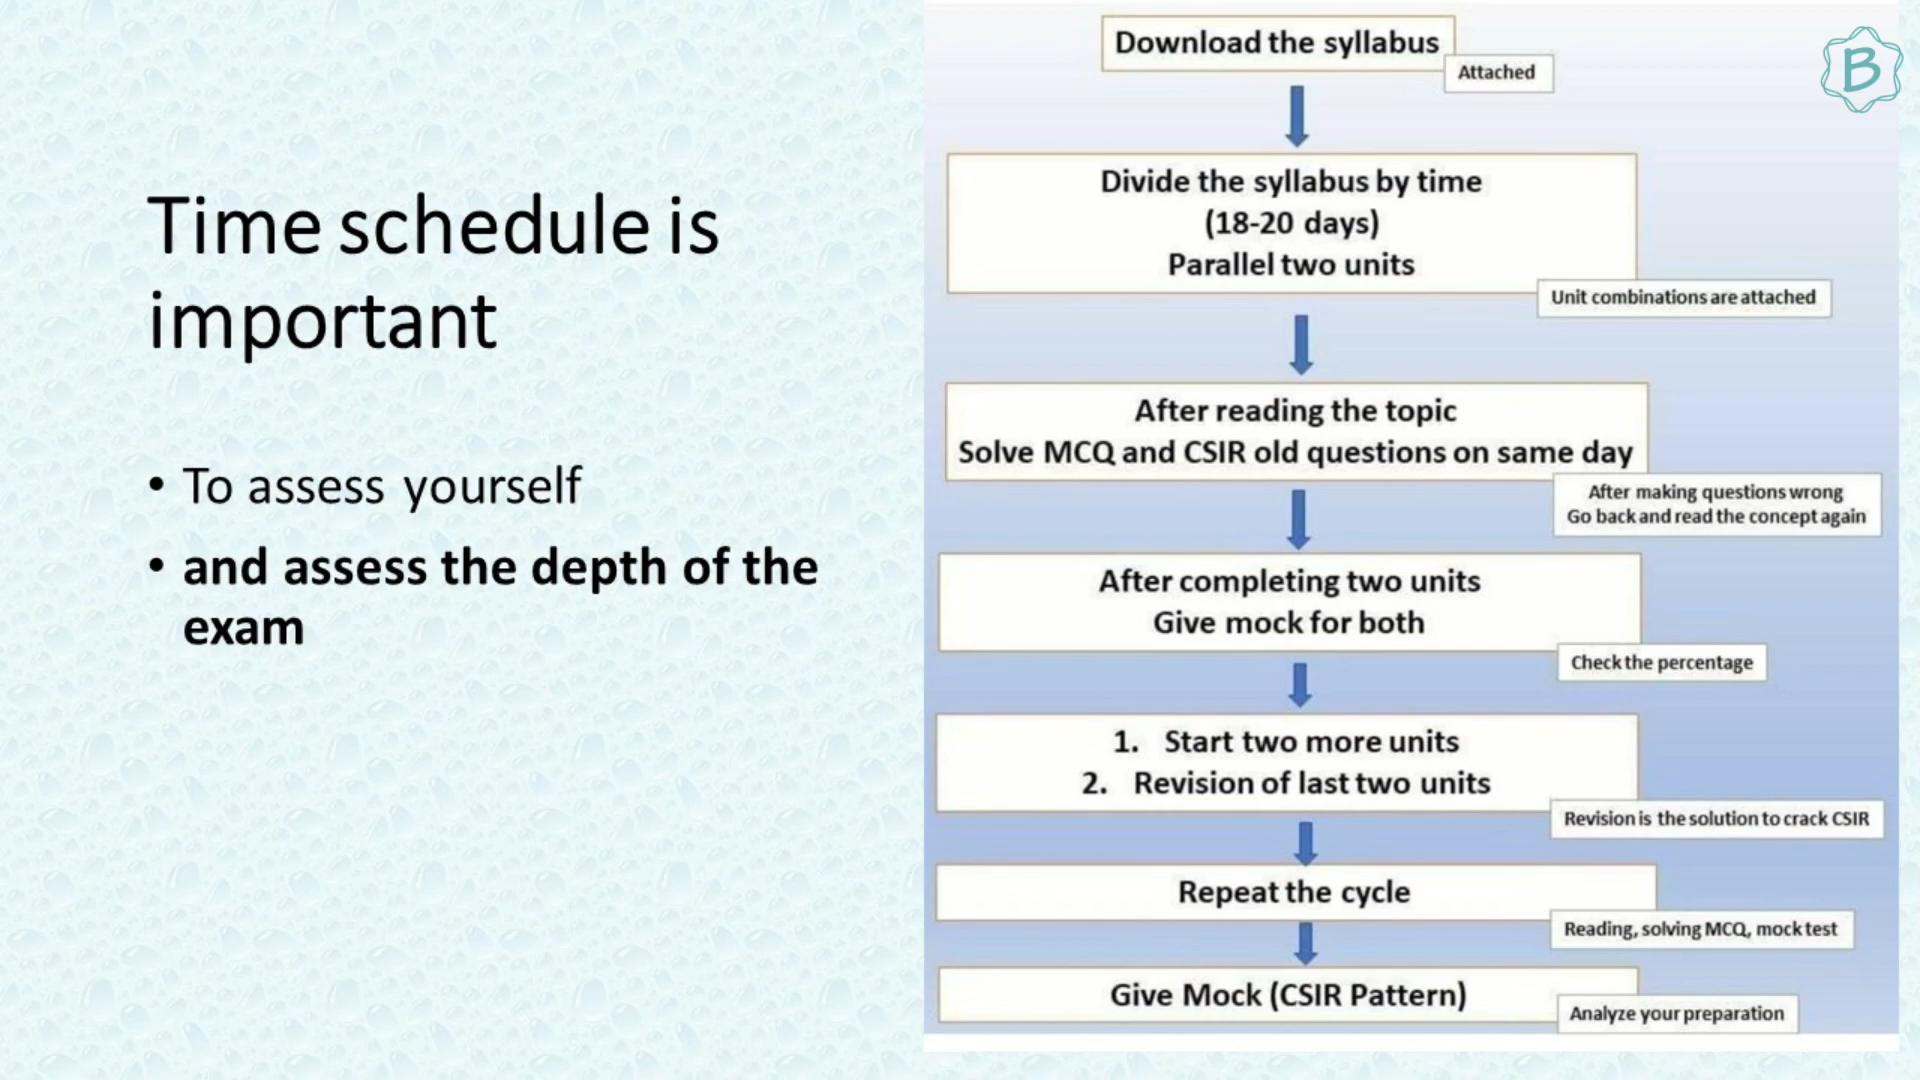 Time schedule is
important
• To assess yourself
• and assess the depth of the
exam
B
Download the syllabus
Attached
Divide the syllabus by time
(18-20 days)
Parallel two units
Unit combinations are attached
After reading the topic
Solve MCQ and CSIR old questions on same day
After making questions wrong
Go back and read the concept again
After completing two units
Give mock for both
Check the percentage
1. Start two more units
2. Revision of last two units
Revision is the solution to crack CSIR
Repeat the cycle
Reading, solving MCQ, mock test
Give Mock (CSIR Pattern)
Analyze your preparation